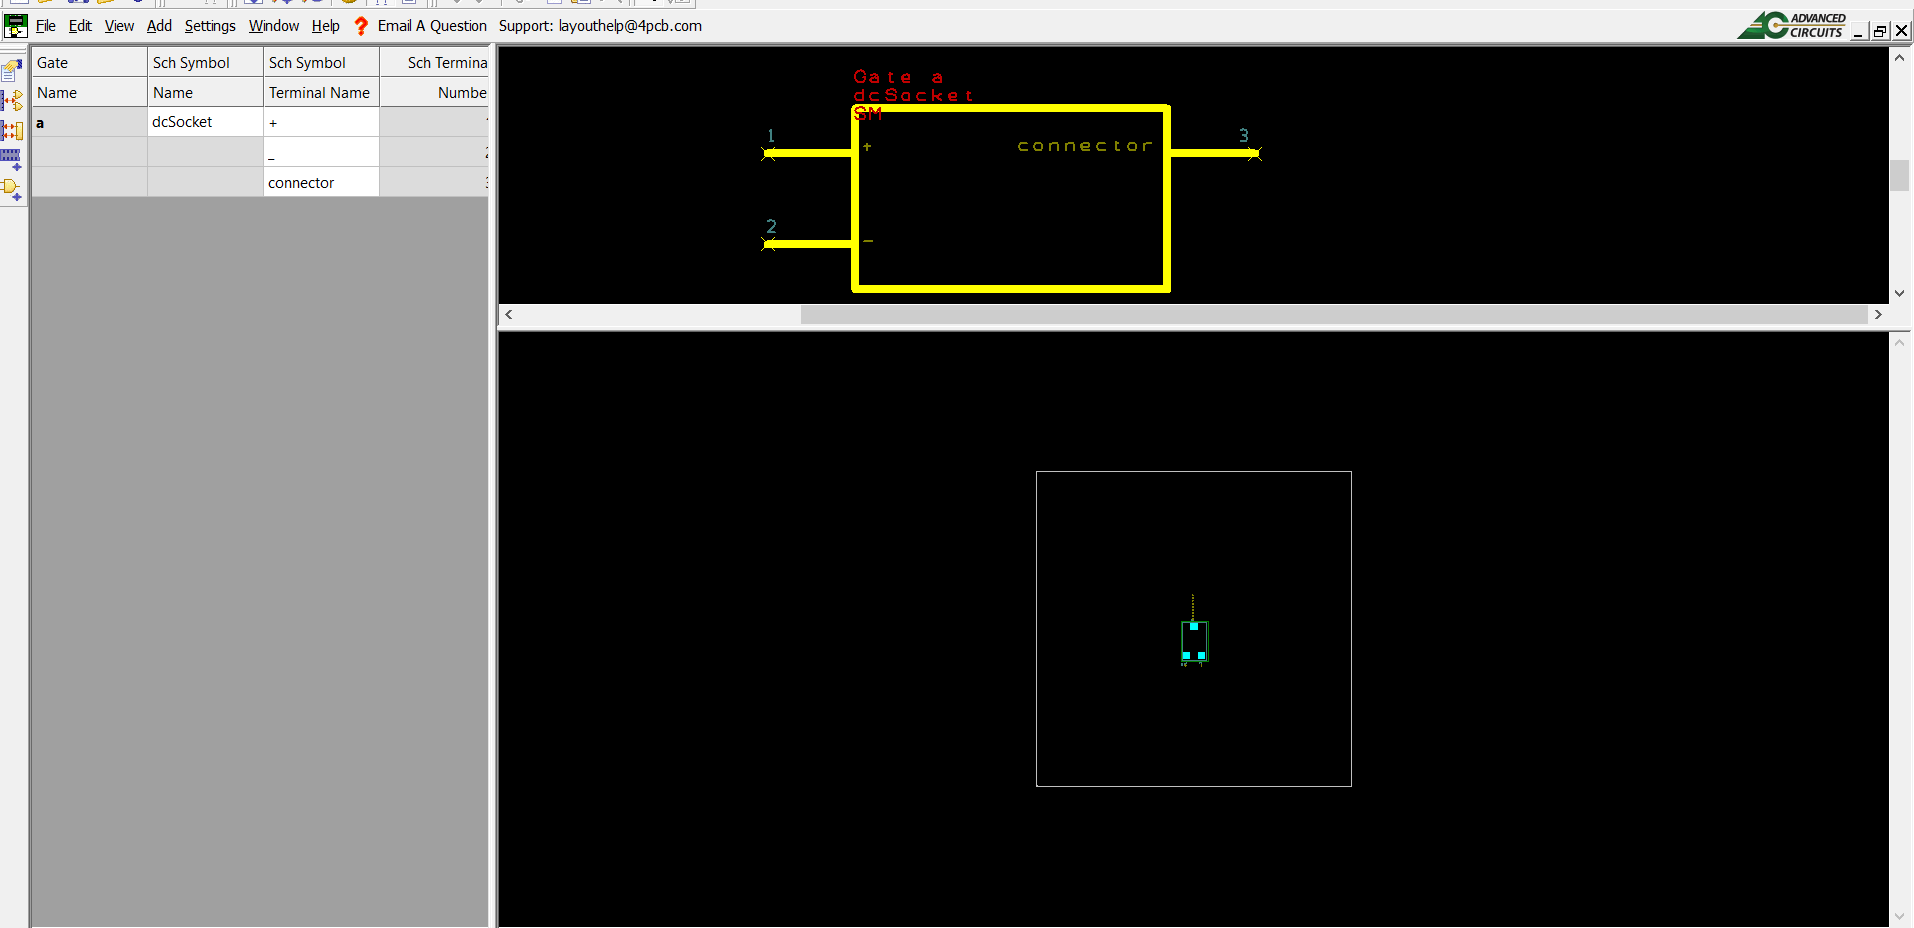 File Edit View Add Settings Window Help ? Email A Question Support: layouthelp@4pcb.com
ADVANCED
CIRCUITS
Gate Sch Symbol Sch Symbol Sch Termina
Name Name Terminal Name Numbe
a dcSocket +
_
connector
Gate a
dcSocket
SM
1
+
connector
3
2
–